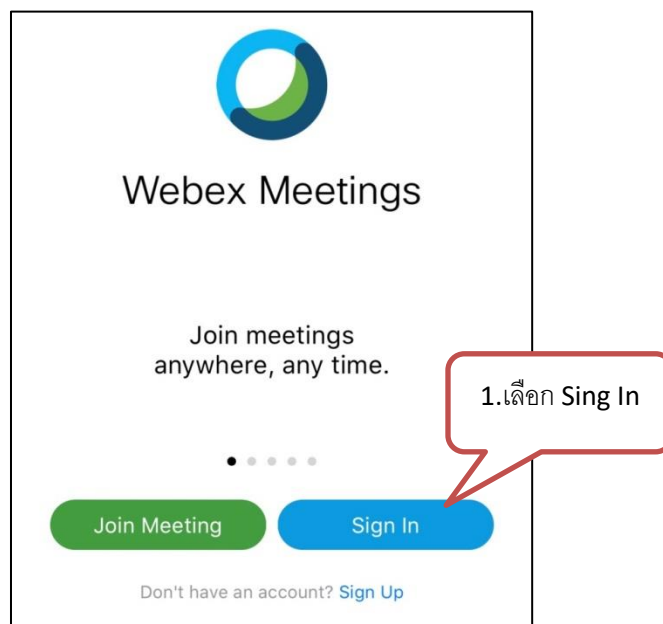 Webex Meetings
Join meetings
anywhere, any time.
1.เลือก Sing In
Join Meeting
Sign In
Don't have an account? Sign Up